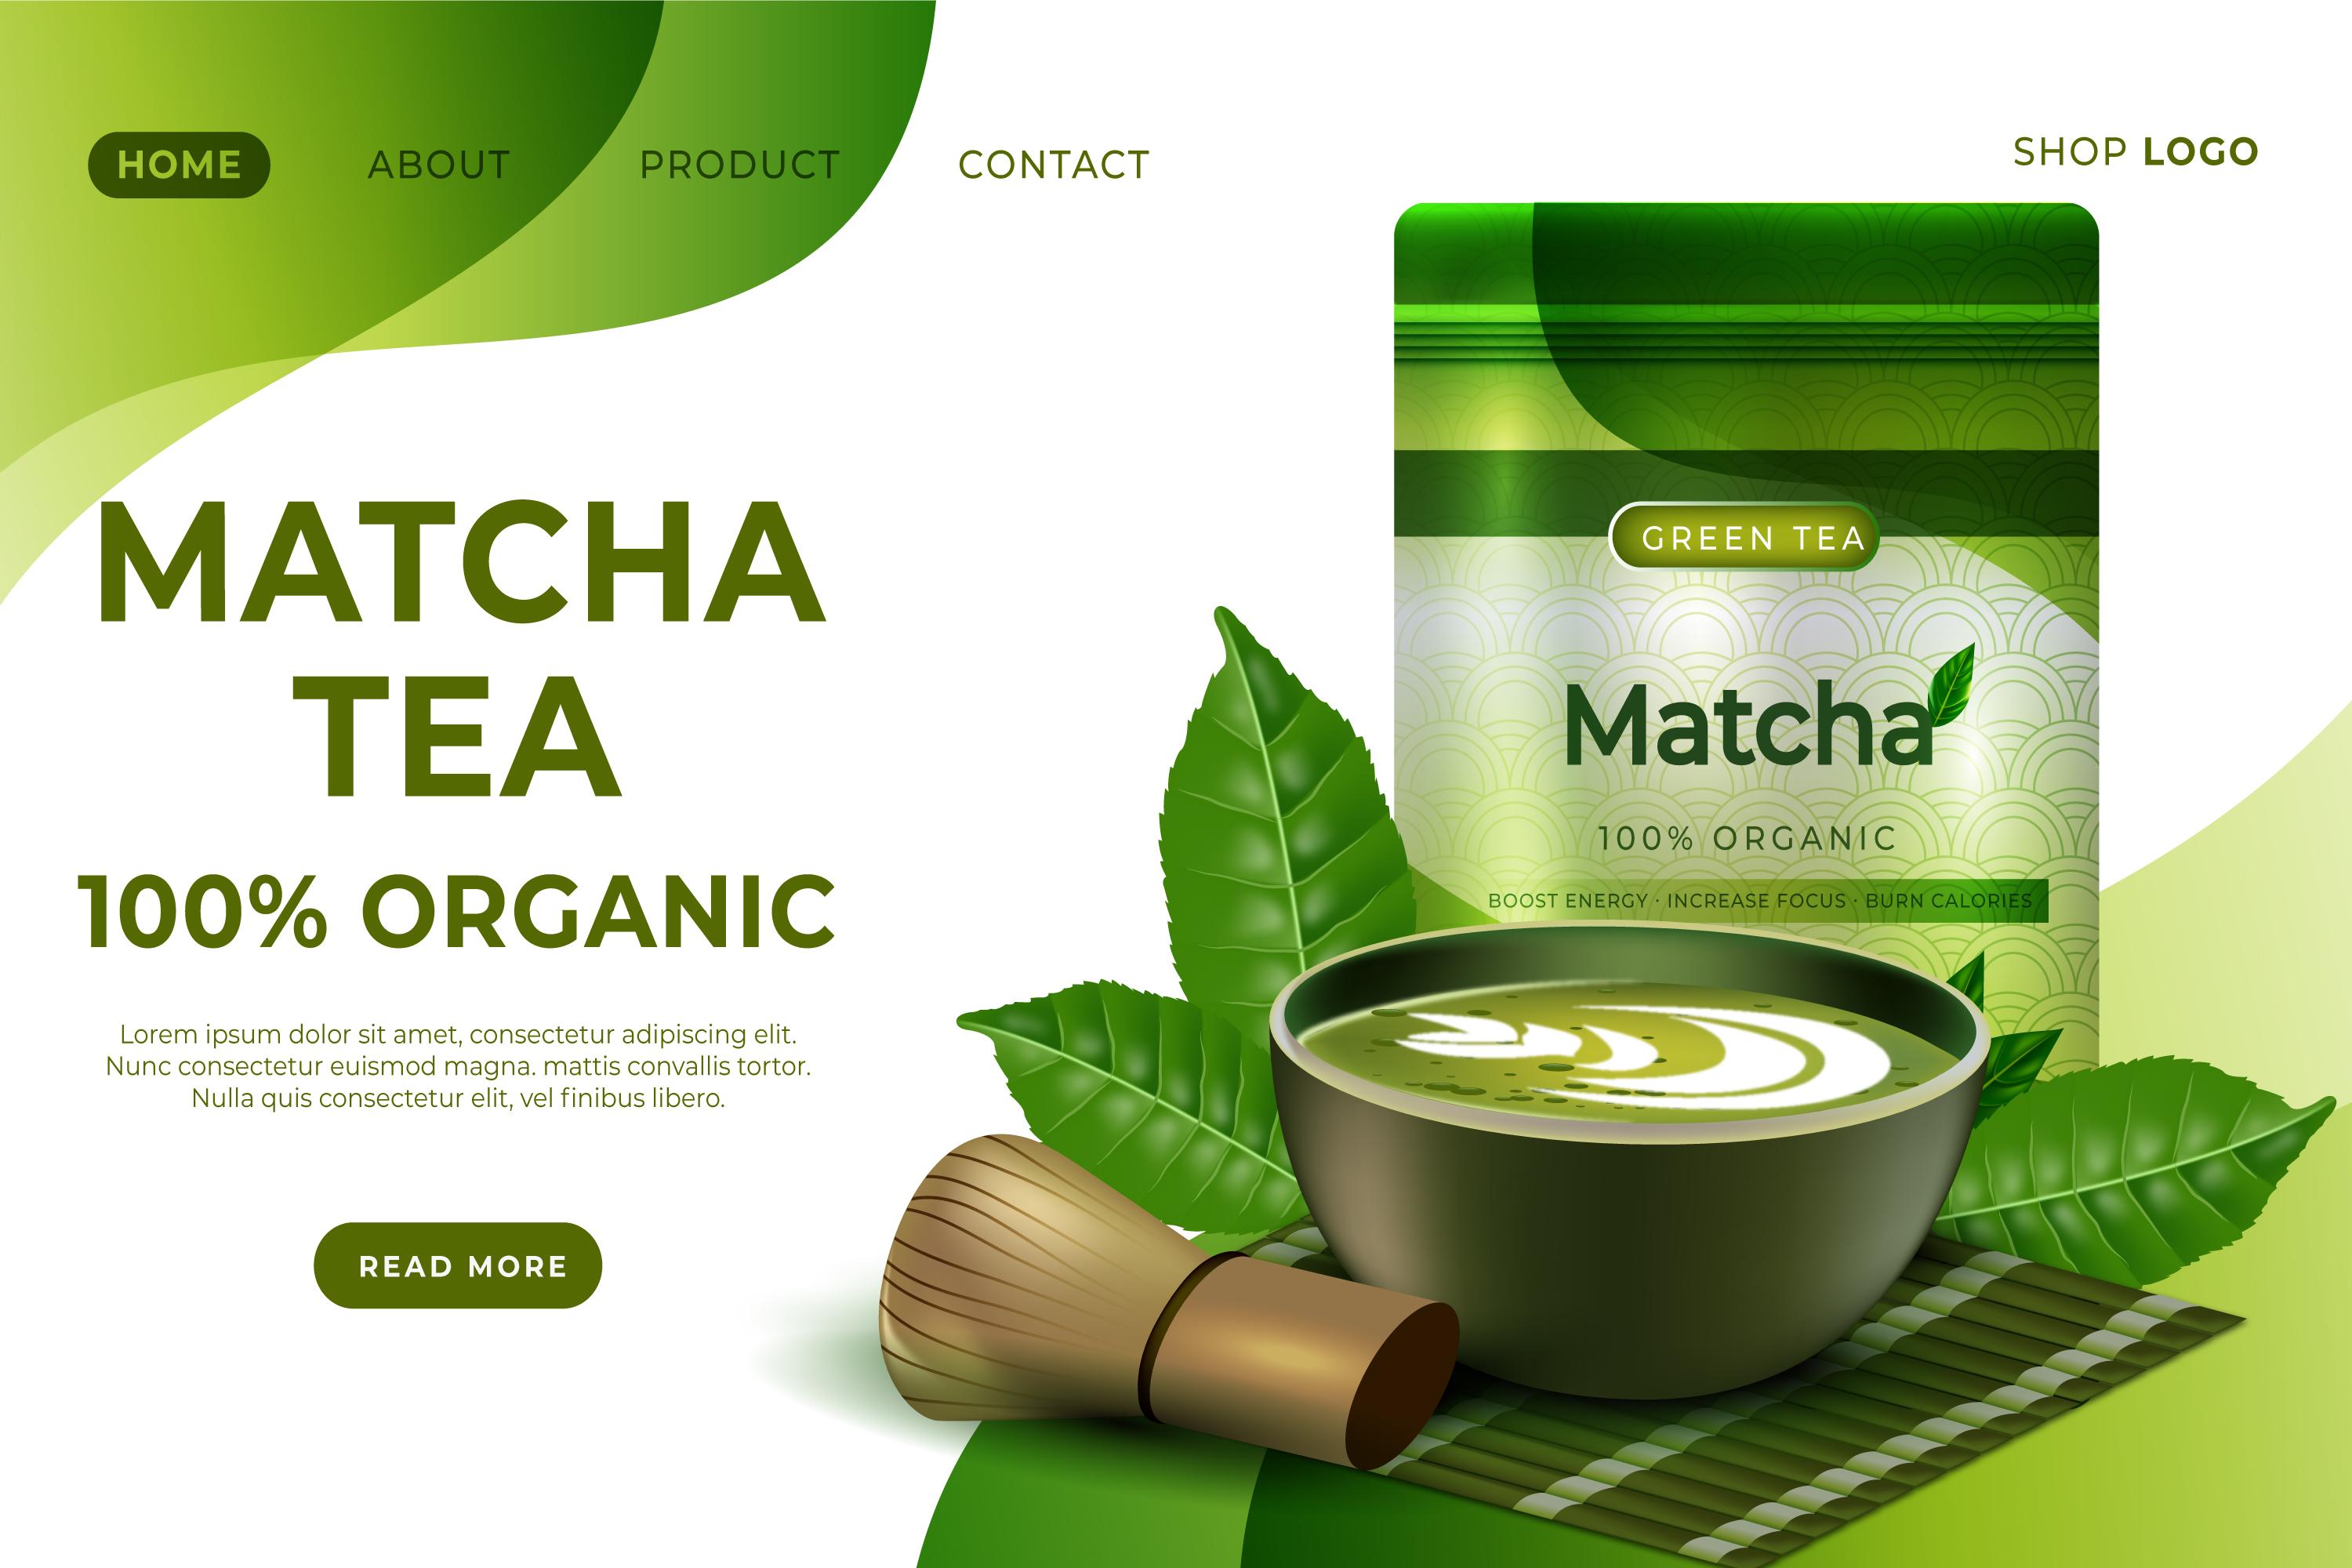 HOME ABOUT PRODUCT CONTACT SHOP LOGO
MATCHA
TEA
100% ORGANIC
Lorem ipsum dolor sit amet, consectetur adipiscing elit.
Nunc consectetur euismod magna. mattis convallis tortor.
Nulla quis consectetur elit, vel finibus libero.
READ MORE
GREEN TEA
Matcha
100% ORGANIC
BOOST ENERGY · INCREASE FOCUS · BURN CALORIES